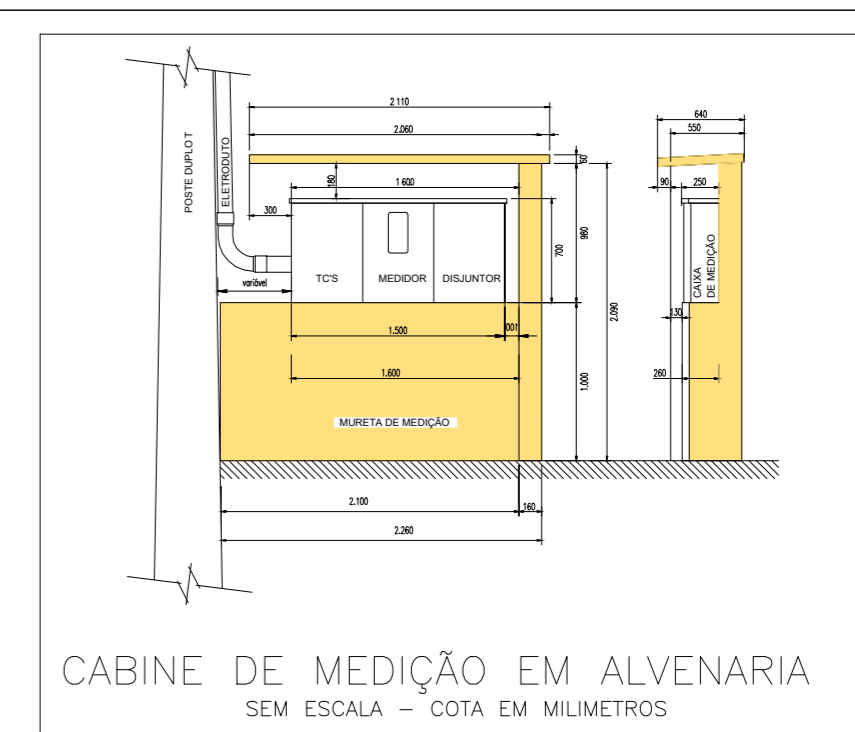 2 110
2.060
640
550
POSTE DUPLO T
ELETRODUTO
60
180
1 600
90
250
300
700
980
2.090
TC'S
MEDIDOR
DISJUNTOR
CAIXA
DE MEDIÇÃO
variável
130
1.500
100
1.600
1.000
260
MURETA DE MEDIÇÃO
2.100
160
2.260
CABINE DE MEDIÇÃO EM ALVENARIA
SEM ESCALA – COTA EM MILIMETROS